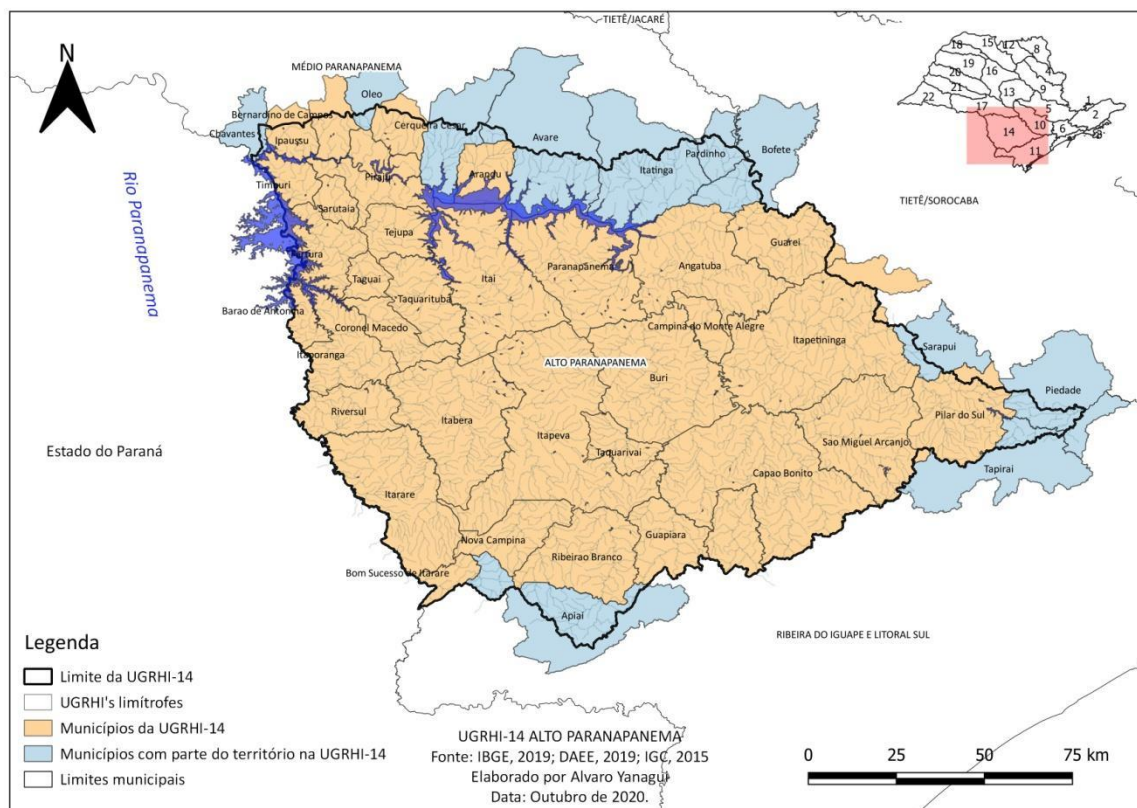 TIETÊ/JACARÉ
N
MÉDIO PARANAPANEMA
Oleo
Bernardino de Campos
Cerqueira Cesar
Avare
Chavantes
Ipaussu
Pardinho
Bofete
Itatinga
Arandu
Piraju
Timburi
Sarutaia
Tejupa
Guarei
Rio Paranapanema
Fartura
Itai
Paranapanema
Angatuba
Taguai
Taquarituba
Barao de Antonina
Coronel Macedo
Campina do Monte Alegre
Itapetininga
Sarapui
Itaporanga
ALTO PARANAPANEMA
Buri
Piedade
Riversul
Itabera
Itapeva
Pilar do Sul
Sao Miguel Arcanjo
Estado do Paraná
Taquarivai
Capao Bonito
Tapirai
Itarare
Nova Campina
Guapiara
Ribeirao Branco
Bom Sucesso de Itarare
Apiai
RIBEIRA DO IGUAPE E LITORAL SUL
TIETÊ/SOROCABA
18
15
12
8
19
4
20
16
21
13
9
22
17
5
1
10
2
14
6
11
Legenda
Limite da UGRHI-14
UGRHI's limítrofes
Municípios da UGRHI-14
Municípios com parte do território na UGRHI-14
Limites municipais
UGRHI-14 ALTO PARANAPANEMA
Fonte: IBGE, 2019; DAEE, 2019; IGC, 2015
Elaborado por Alvaro Yanagui
Data: Outubro de 2020.
0 25 50 75 km